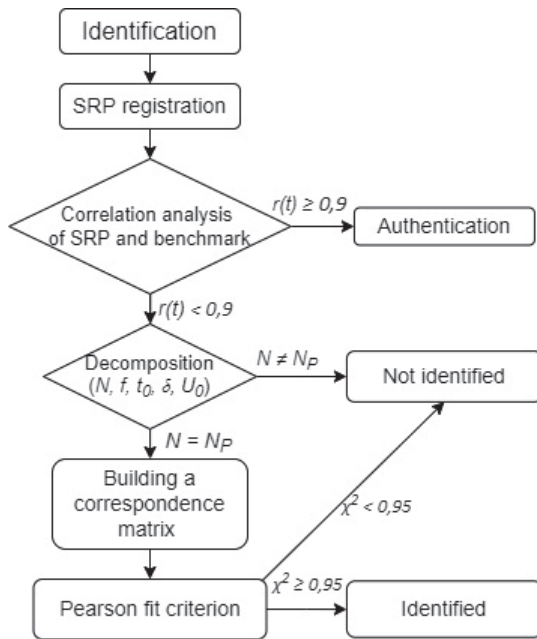 Identification
SRP registration
Correlation analysis
of SRP and benchmark
r(t) ≥ 0,9
Authentication
r(t) < 0,9
Decomposition
(N, f, t₀, δ, U₀)
N ≠ Nₚ
Not identified
N = Nₚ
Building a
correspondence
matrix
χ² < 0,95
Pearson fit criterion
χ² ≥ 0,95
Identified